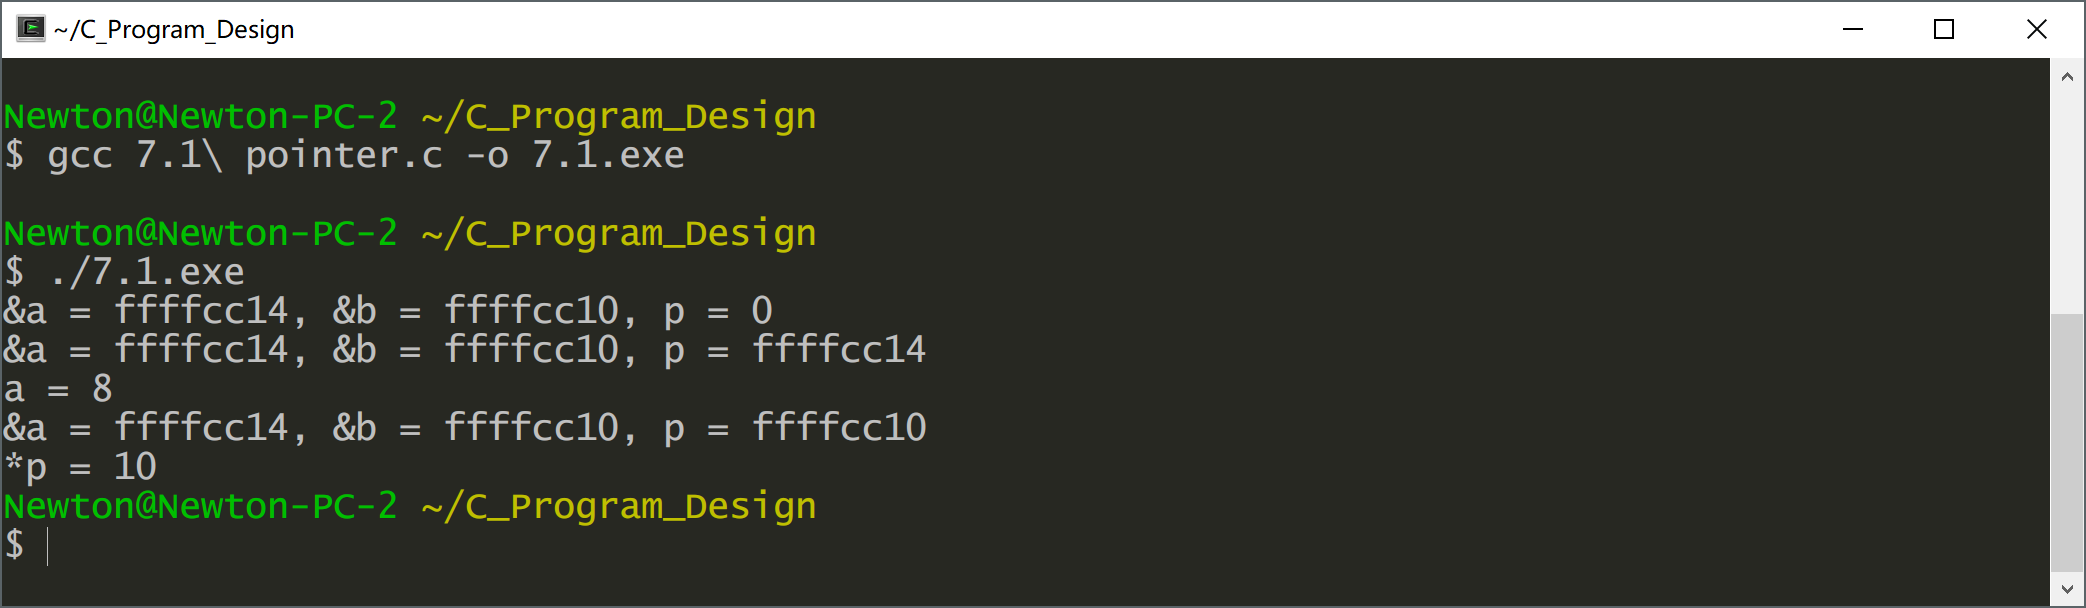 ~/C_Program_Design
Newton@Newton-PC-2 ~/C_Program_Design
$ gcc 7.1\ pointer.c -o 7.1.exe
Newton@Newton-PC-2 ~/C_Program_Design
$ ./7.1.exe
&a = ffffcc14, &b = ffffcc10, p = 0
&a = ffffcc14, &b = ffffcc10, p = ffffcc14
a = 8
&a = ffffcc14, &b = ffffcc10, p = ffffcc10
*p = 10
Newton@Newton-PC-2 ~/C_Program_Design
$